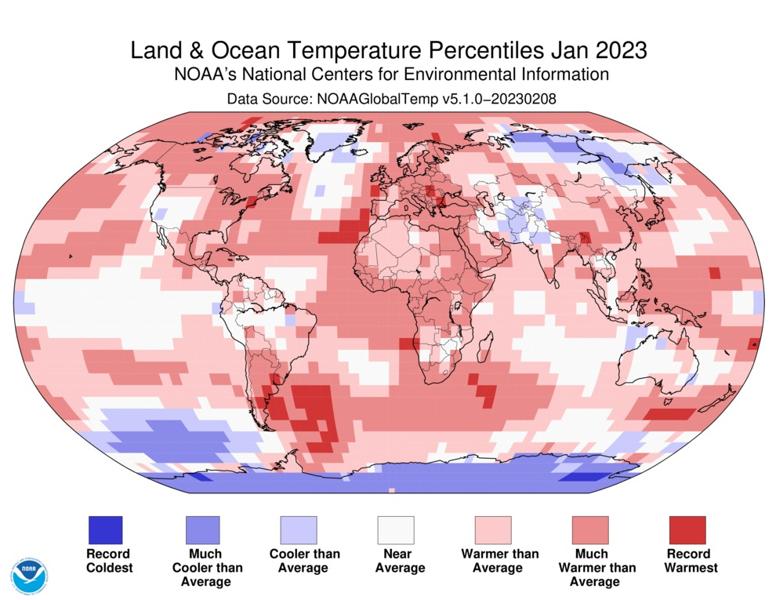 Land & Ocean Temperature Percentiles Jan 2023
NOAA's National Centers for Environmental Information
Data Source: NOAAGlobalTemp v5.1.0−20230208
Record
Coldest
Much
Cooler than
Average
Cooler than
Average
Near
Average
Warmer than
Average
Much
Warmer than
Average
Record
Warmest
NOAA